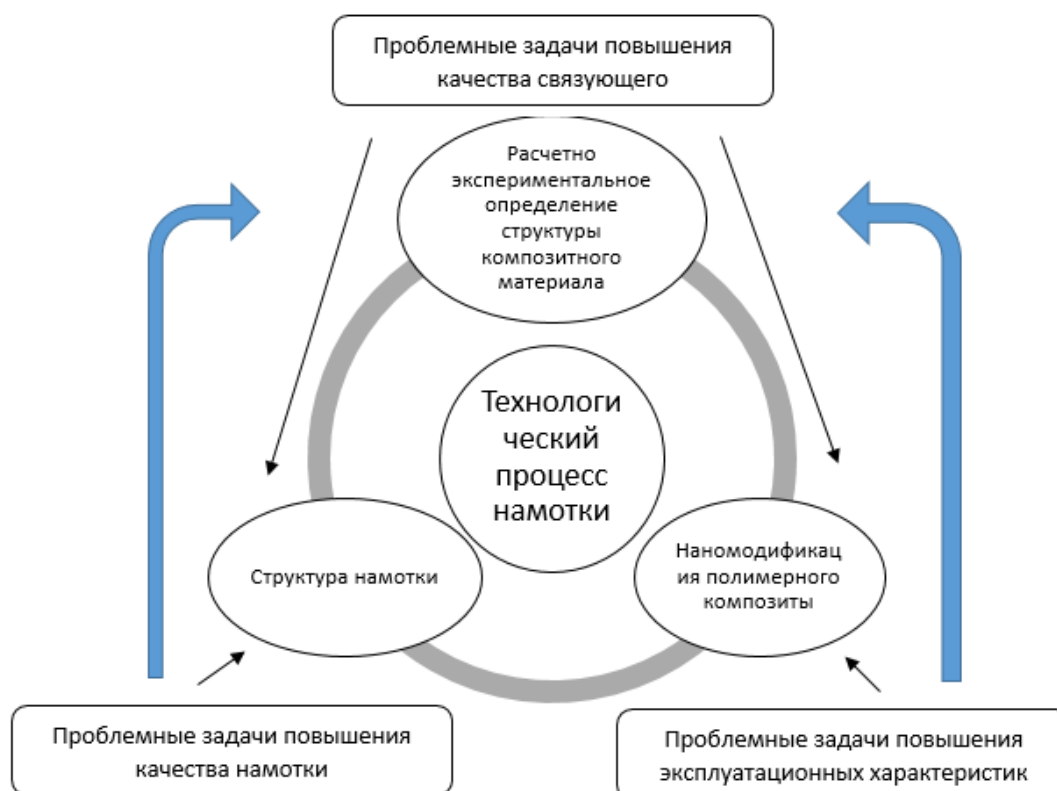 Проблемные задачи повышения
качества связующего
Расчетно
экспериментальное
определение
структуры
композитного
материала
Технологи
ческий
процесс
намотки
Структура намотки
Наномодификац
ия полимерного
композиты
Проблемные задачи повышения
качества намотки
Проблемные задачи повышения
эксплуатационных характеристик